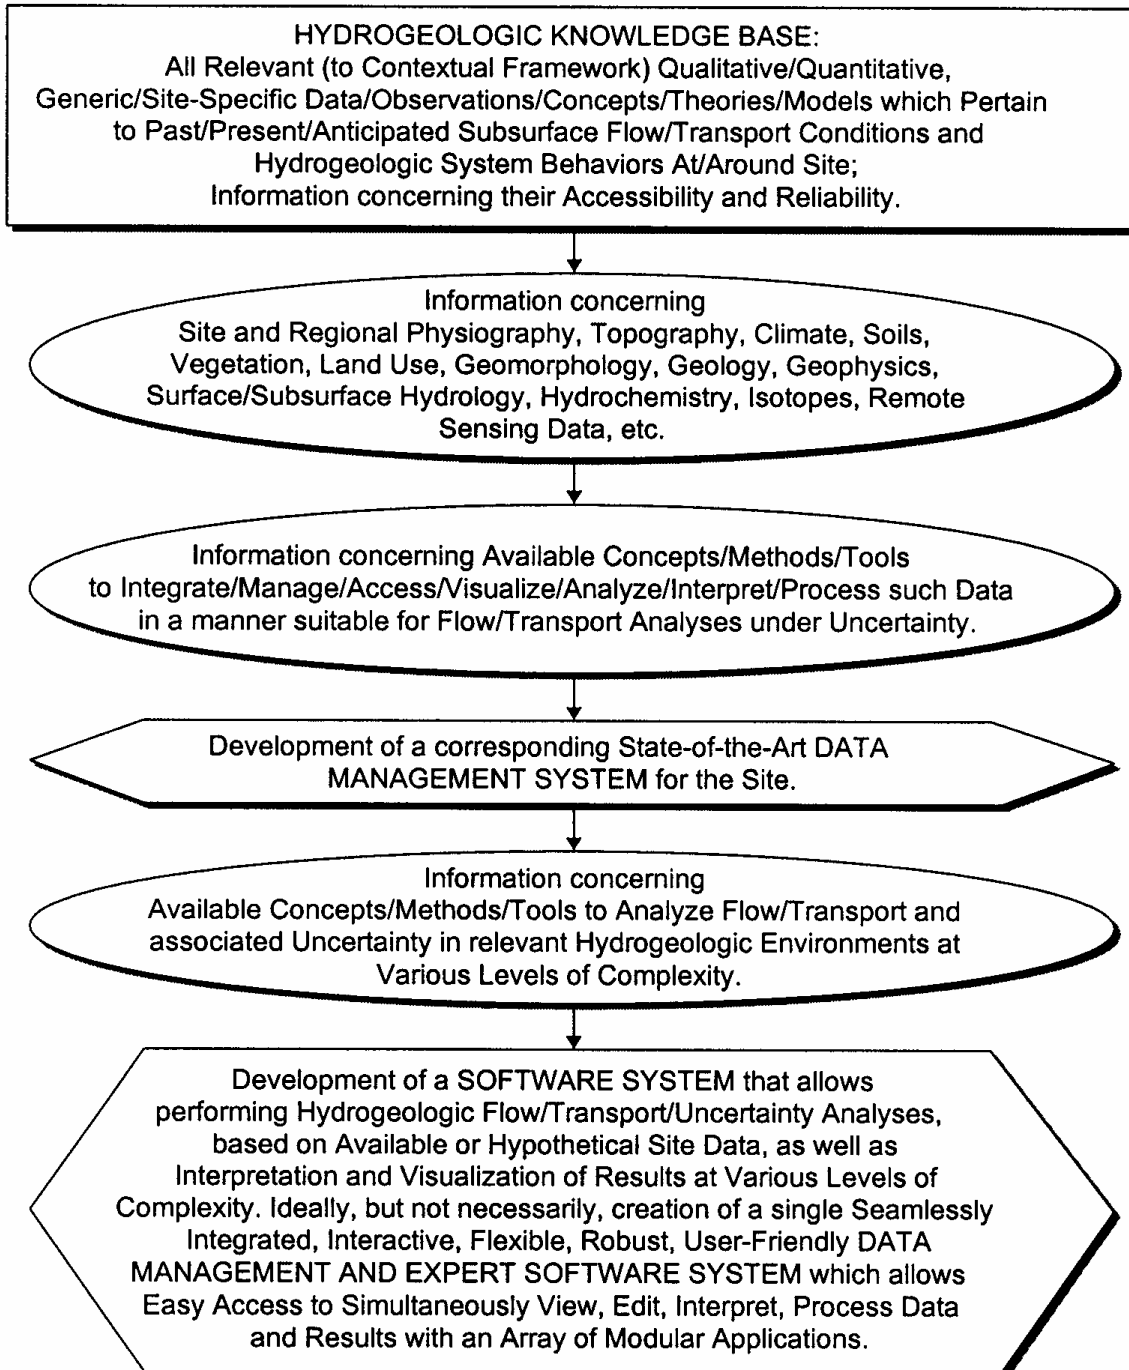 HYDROGEOLOGIC KNOWLEDGE BASE:
All Relevant (to Contextual Framework) Qualitative/Quantitative,
Generic/Site-Specific Data/Observations/Concepts/Theories/Models which Pertain
to Past/Present/Anticipated Subsurface Flow/Transport Conditions and
Hydrogeologic System Behaviors At/Around Site;
Information concerning their Accessibility and Reliability.
Information concerning
Site and Regional Physiography, Topography, Climate, Soils,
Vegetation, Land Use, Geomorphology, Geology, Geophysics,
Surface/Subsurface Hydrology, Hydrochemistry, Isotopes, Remote
Sensing Data, etc.
Information concerning Available Concepts/Methods/Tools
to Integrate/Manage/Access/Visualize/Analyze/Interpret/Process such Data
in a manner suitable for Flow/Transport Analyses under Uncertainty.
Development of a corresponding State-of-the-Art DATA
MANAGEMENT SYSTEM for the Site.
Information concerning
Available Concepts/Methods/Tools to Analyze Flow/Transport and
associated Uncertainty in relevant Hydrogeologic Environments at
Various Levels of Complexity.
Development of a SOFTWARE SYSTEM that allows
performing Hydrogeologic Flow/Transport/Uncertainty Analyses,
based on Available or Hypothetical Site Data, as well as
Interpretation and Visualization of Results at Various Levels of
Complexity. Ideally, but not necessarily, creation of a single Seamlessly
Integrated, Interactive, Flexible, Robust, User-Friendly DATA
MANAGEMENT AND EXPERT SOFTWARE SYSTEM which allows
Easy Access to Simultaneously View, Edit, Interpret, Process Data
and Results with an Array of Modular Applications.